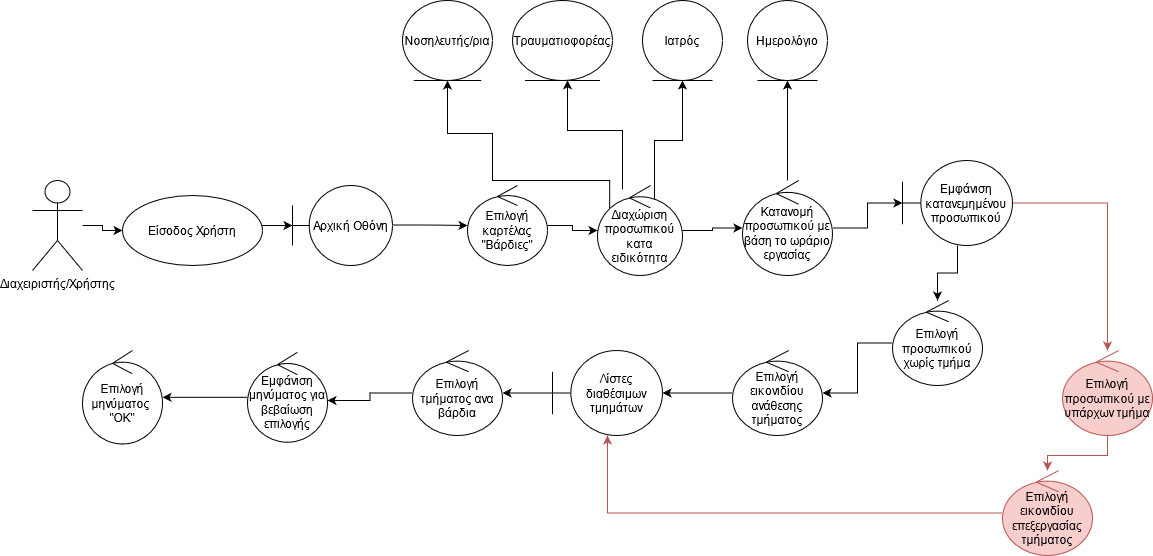 Νοσηλευτής/ρια
Τραυματιοφορέας
Ιατρός
Ημερολόγιο
Διαχειριστής/Χρήστης
Είσοδος Χρήστη
Αρχική Οθόνη
Επιλογή
καρτέλας
"Βάρδιες"
Διαχώριση
προσωπικού
κατα
ειδικότητα
Κατανομή
προσωπικού με
βάση το ωράριο
εργασίας
Εμφάνιση
κατανεμημένου
προσωπικού
Επιλογή
προσωπικού
χωρίς τμήμα
Επιλογή
προσωπικού με
υπάρχων τμήμα
Επιλογή
εικονιδίου
επεξεργασίας
τμήματος
Επιλογή
εικονιδίου
ανάθεσης
τμήματος
Λίστες
διαθέσιμων
τμημάτων
Επιλογή
τμήματος ανα
βάρδια
Εμφάνιση
μηνύματος για
βεβαίωση
επιλογής
Επιλογή
μηνύματος
"ΟΚ"